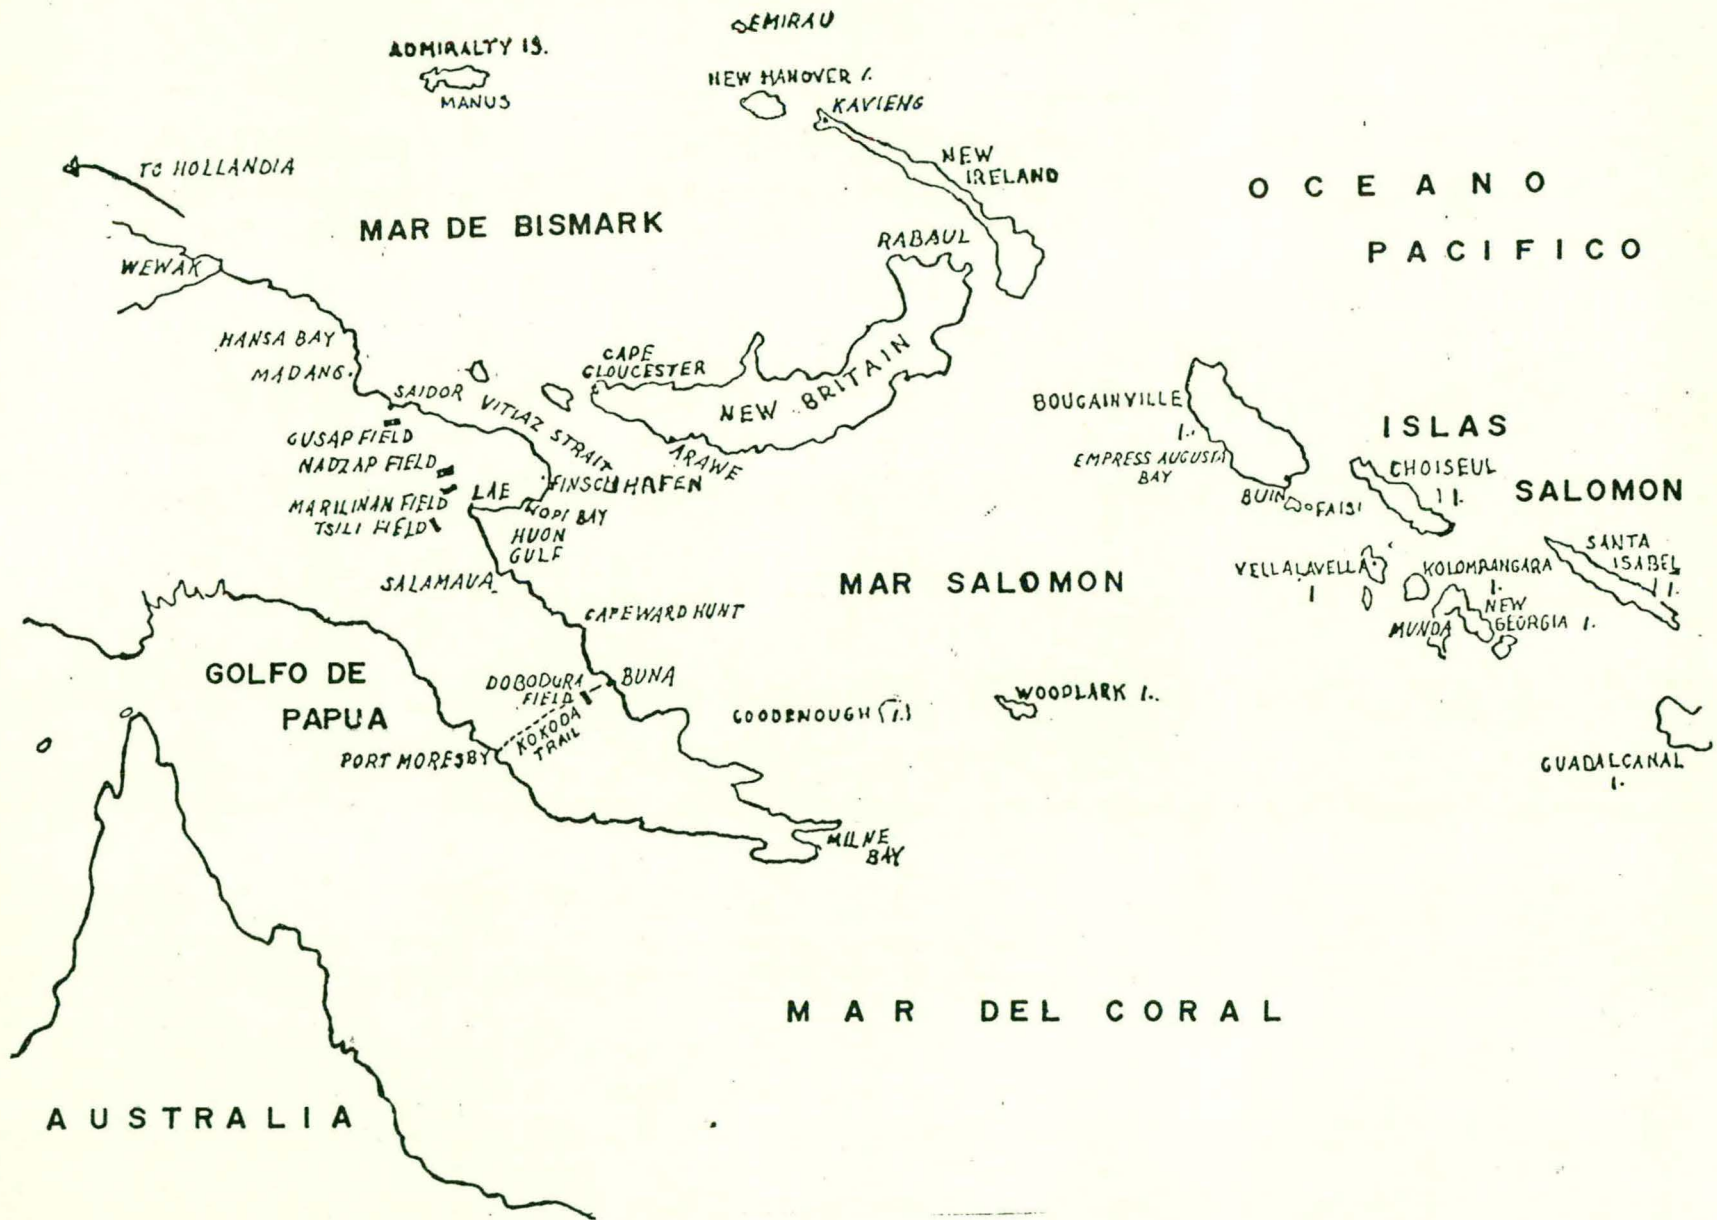 EMIRAU
ADMIRALTY IS.
MANUS
NEW HANOVER I.
KAVIENG
TO HOLLANDIA
NEW
IRELAND
OCEANO
PACIFICO
MAR DE BISMARK
RABAUL
WEWAK
HANSA BAY
MADANG
SAIDOR
VITIAZ STRAIT
CAPE
GLOUCESTER
NEW BRITAIN
ARAWE
GUSAP FIELD
NADZAP FIELD
MARILINAN FIELD
TSILI FIELD
LAE
FINSCHHAFEN
HOPI BAY
HUON
GULF
BOUGAINVILLE
I.
EMPRESS AUGUSTA
BAY
BUIN
FAISI
ISLAS
SALOMON
CHOISEUL
I.
SALAMAUA
CAPE WARD HUNT
MAR SALOMON
VELLALAVELLA
I
KOLOMBANGARA
I.
SANTA
ISABEL
I.
MUNDA
NEW
GEORGIA I.
GOLFO DE
PAPUA
DOBODURA
FIELD
BUNA
KOKODA
TRAIL
PORT MORESBY
GOODENOUGH (I.)
WOODLARK I.
GUADALCANAL
I.
MILNE
BAY
MAR DEL CORAL
AUSTRALIA